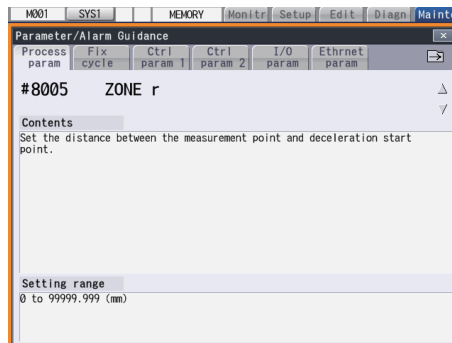 M001 SYS1 MEMORY Monitr Setup Edit Diagn Mainte
Parameter/Alarm Guidance ×
Process param Fix cycle Ctrl param 1 Ctrl param 2 I/O param Ethrnet param
#8005 ZONE r
Contents
Set the distance between the measurement point and deceleration start
point.
Setting range
0 to 99999.999 (mm)